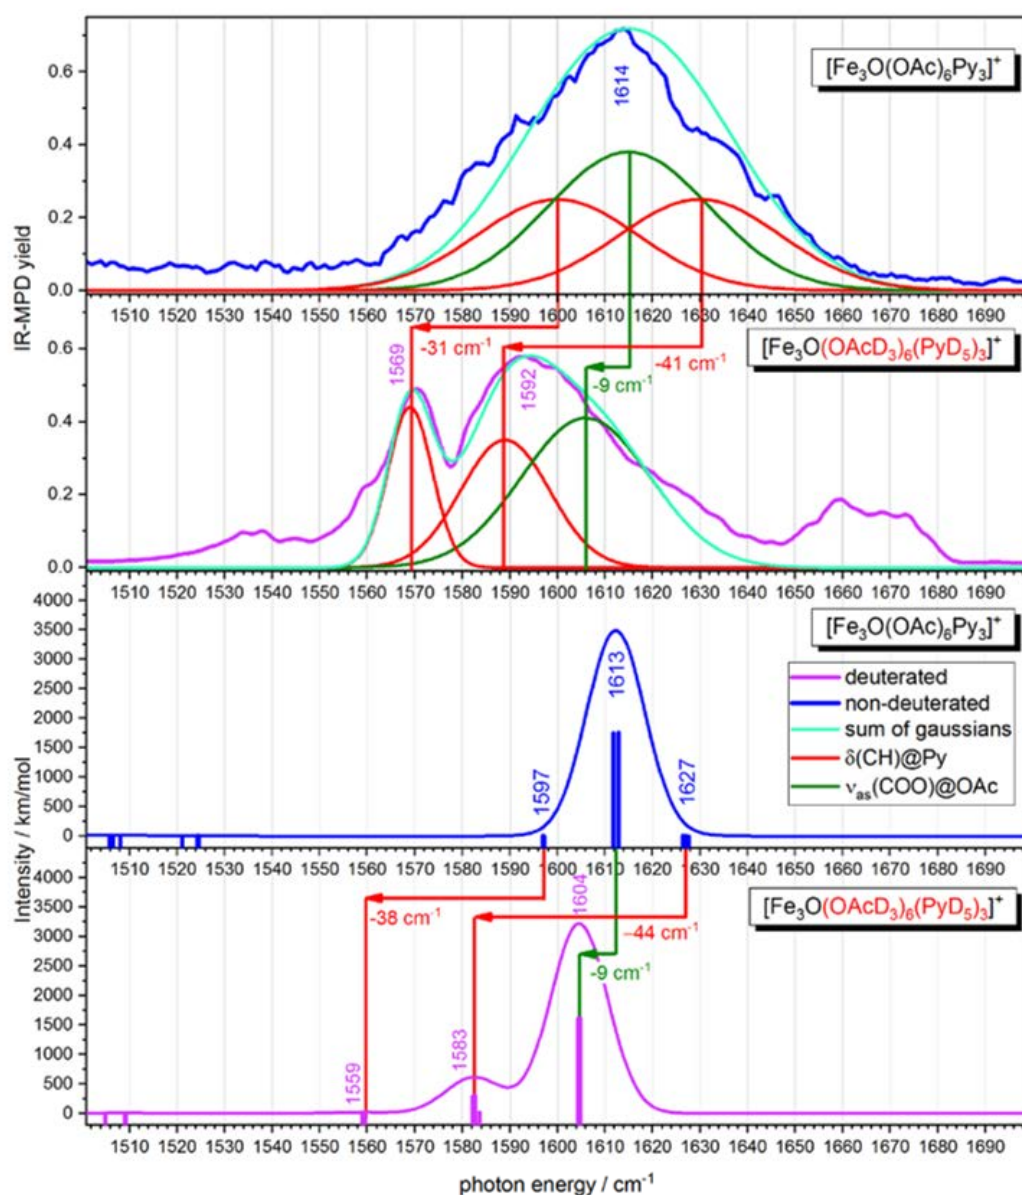 [Fe₃O(OAc)₆Py₃]⁺
0.6
0.4
0.2
0.0
1614
1510 1520 1530 1540 1550 1560 1570 1580 1590 1600 1610 1620 1630 1640 1650 1660 1670 1680 1690
IR-MPD yield
[Fe₃O(OAcD₃)₆(PyD₅)₃]⁺
0.6
0.4
0.2
0.0
-31 cm⁻¹
-41 cm⁻¹
-9 cm⁻¹
1569
1592
1510 1520 1530 1540 1550 1560 1570 1580 1590 1600 1610 1620 1630 1640 1650 1660 1670 1680 1690
[Fe₃O(OAc)₆Py₃]⁺
4000
3500
3000
2500
2000
1500
1000
500
0
1597
1613
1627
deuterated
non-deuterated
sum of gaussians
δ(CH)@Py
νas(COO)@OAc
1510 1520 1530 1540 1550 1560 1570 1580 1590 1600 1610 1620 1630 1640 1650 1660 1670 1680 1690
Intensity / km/mol
[Fe₃O(OAcD₃)₆(PyD₅)₃]⁺
4000
3500
3000
2500
2000
1500
1000
500
0
-38 cm⁻¹
–44 cm⁻¹
-9 cm⁻¹
1559
1583
1604
1510 1520 1530 1540 1550 1560 1570 1580 1590 1600 1610 1620 1630 1640 1650 1660 1670 1680 1690
photon energy / cm⁻¹